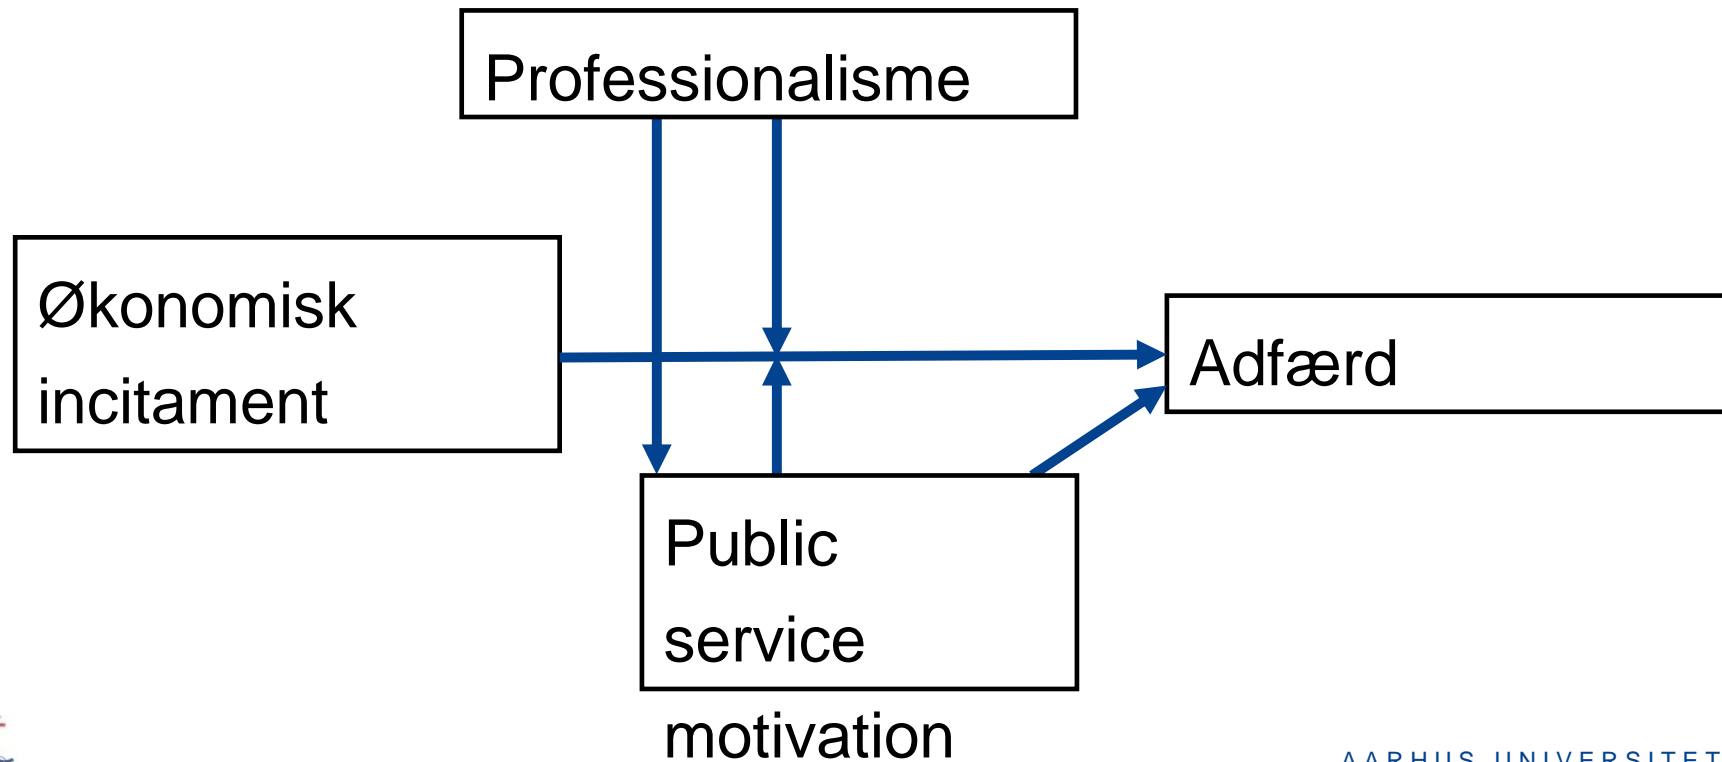 Professionalisme
Økonomisk
incitament
Adfærd
Public
service
motivation
AARHUS UNIVERSITET